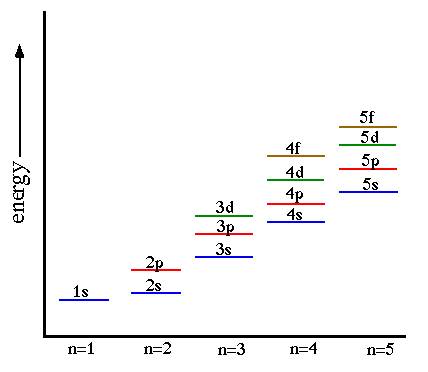 energy
5f
5d
4f
5p
4d
5s
4p
3d
4s
3p
3s
2p
2s
1s
n=1 n=2 n=3 n=4 n=5